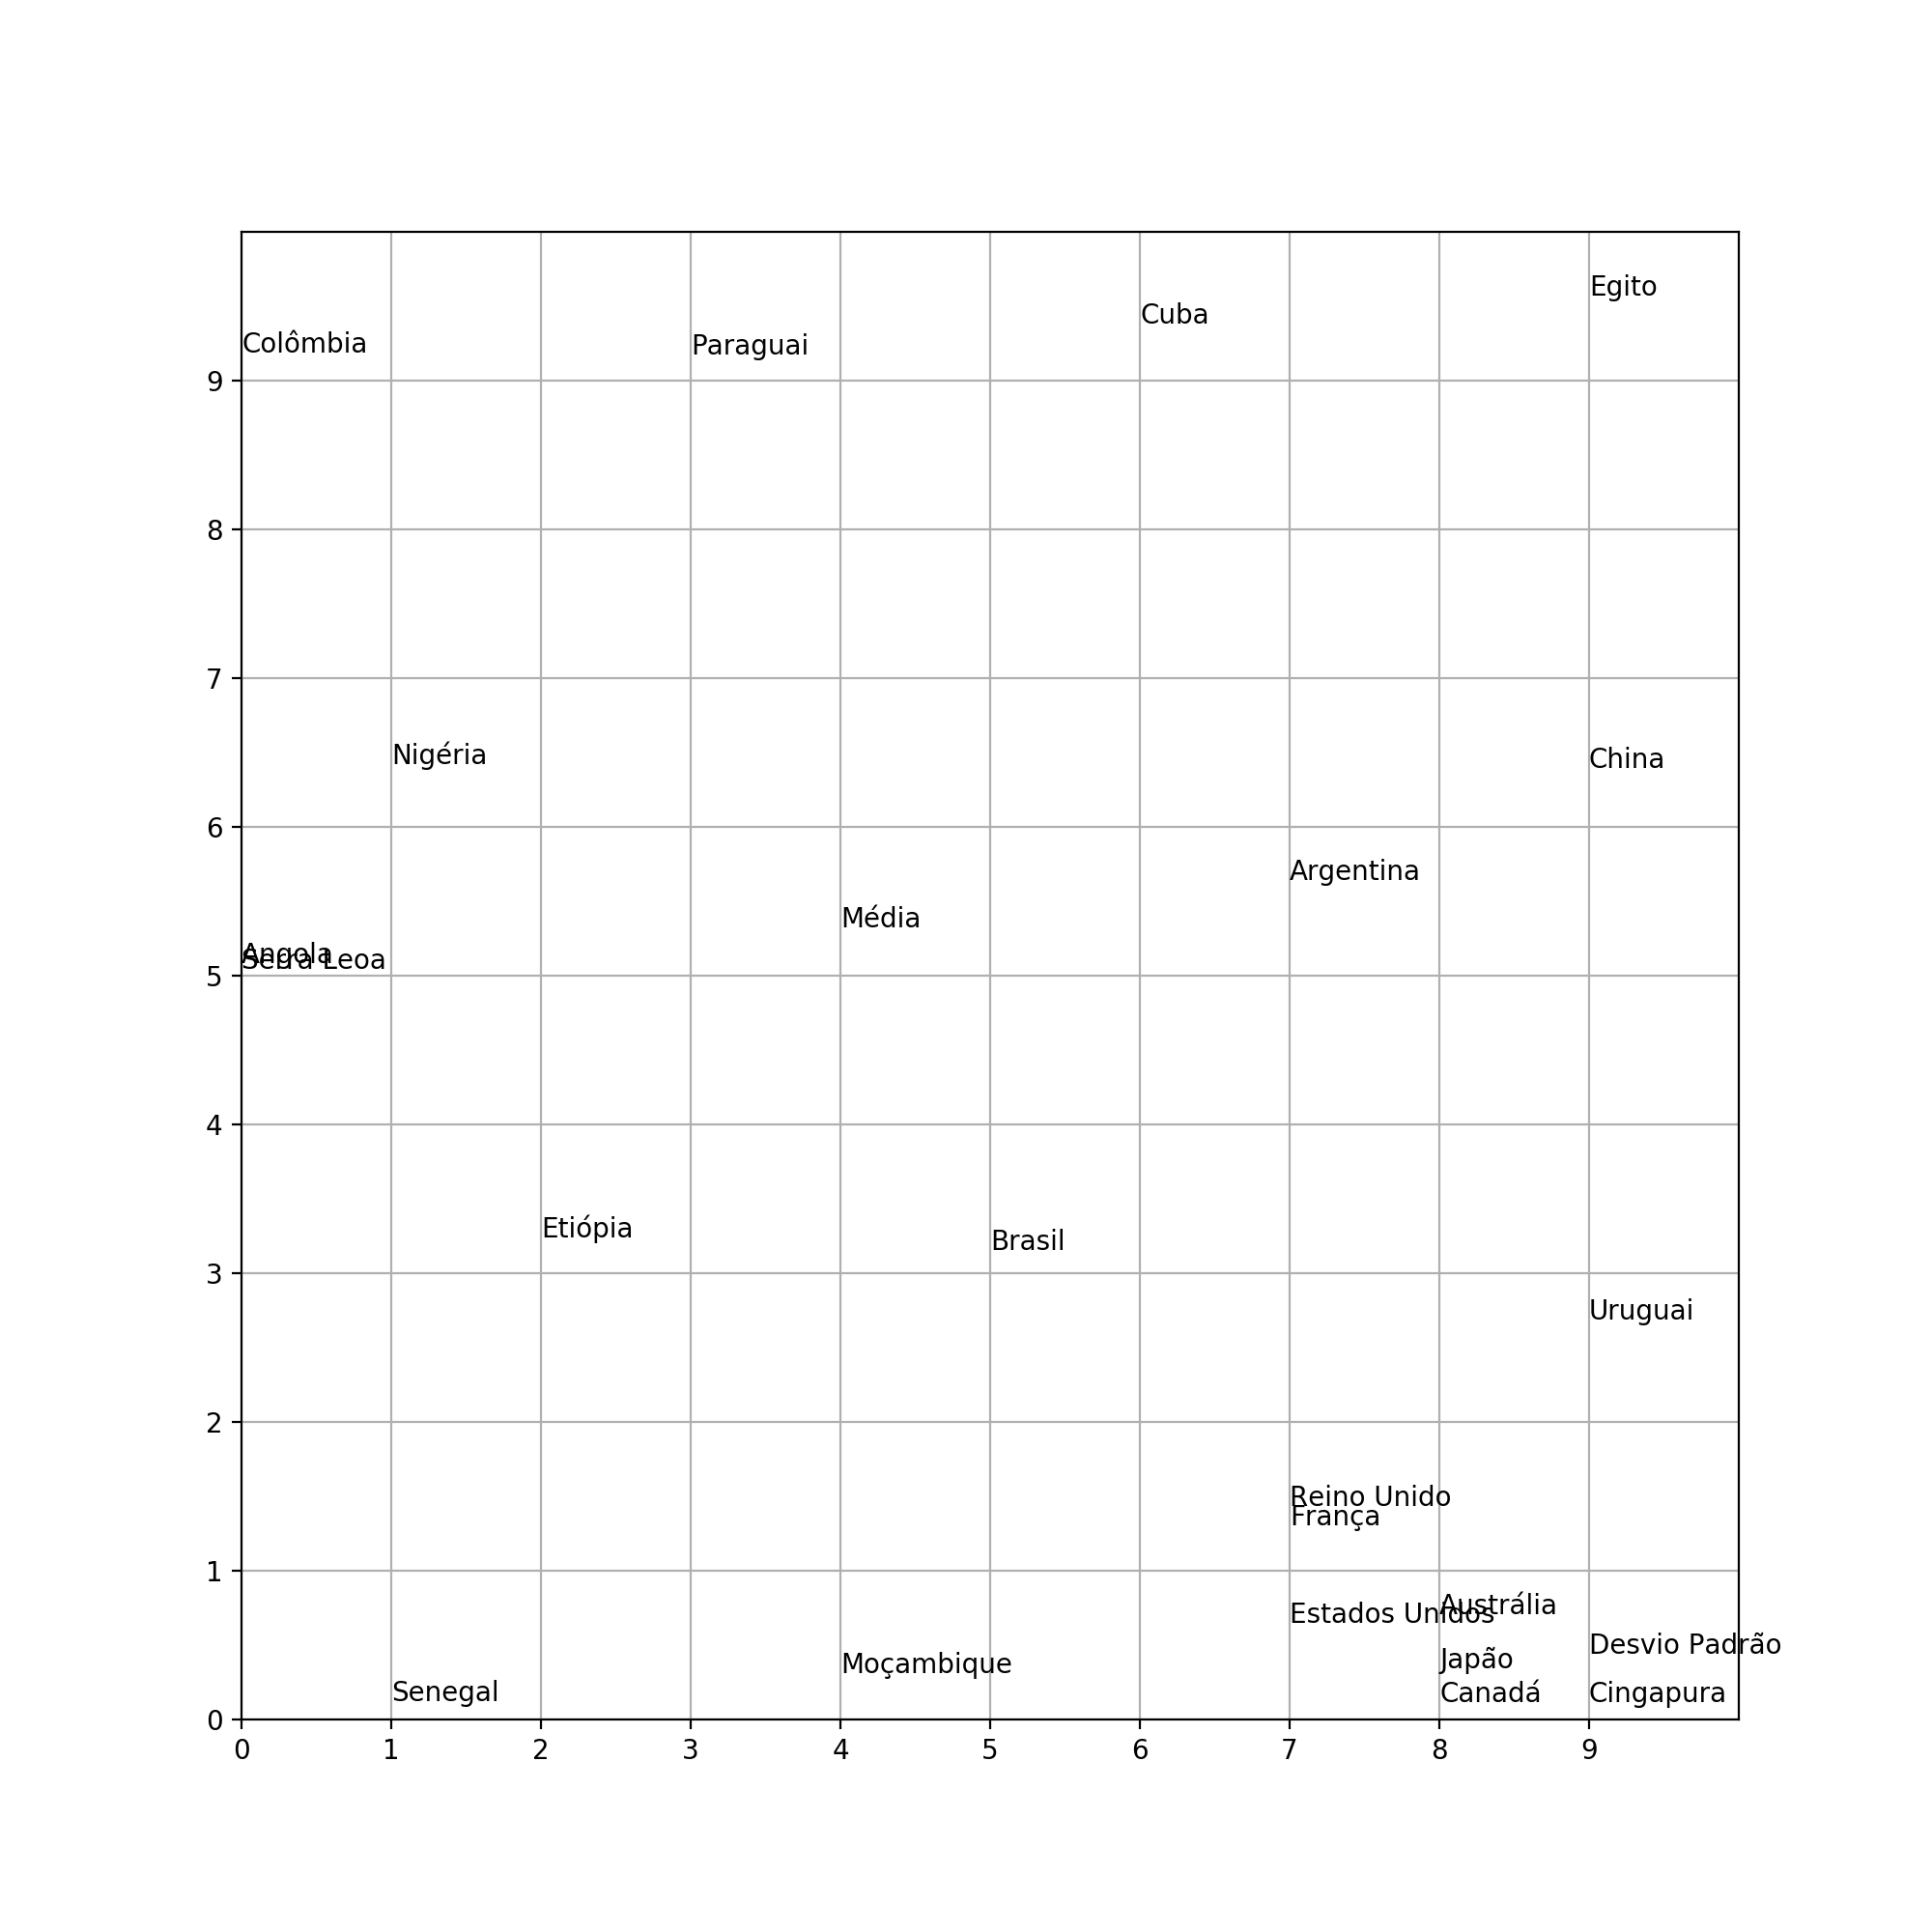 Egito
Cuba
Colômbia
Paraguai
9
8
7
Nigéria
China
6
Argentina
Média
Angola
Serra Leoa
5
4
Etiópia
Brasil
3
Uruguai
2
Reino Unido
França
1
Austrália
Estados Unidos
Desvio Padrão
Japão
Moçambique
Senegal
Canadá
Cingapura
0
0 1 2 3 4 5 6 7 8 9